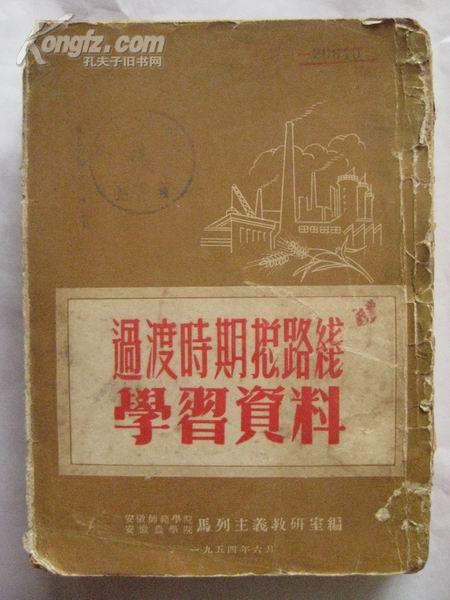 Kongfz.com
孔夫子旧书网
過渡時期揔路綫
學習資料
安徽師範學院
安徽農學院
馬列主義教研室編
一九五四年六月